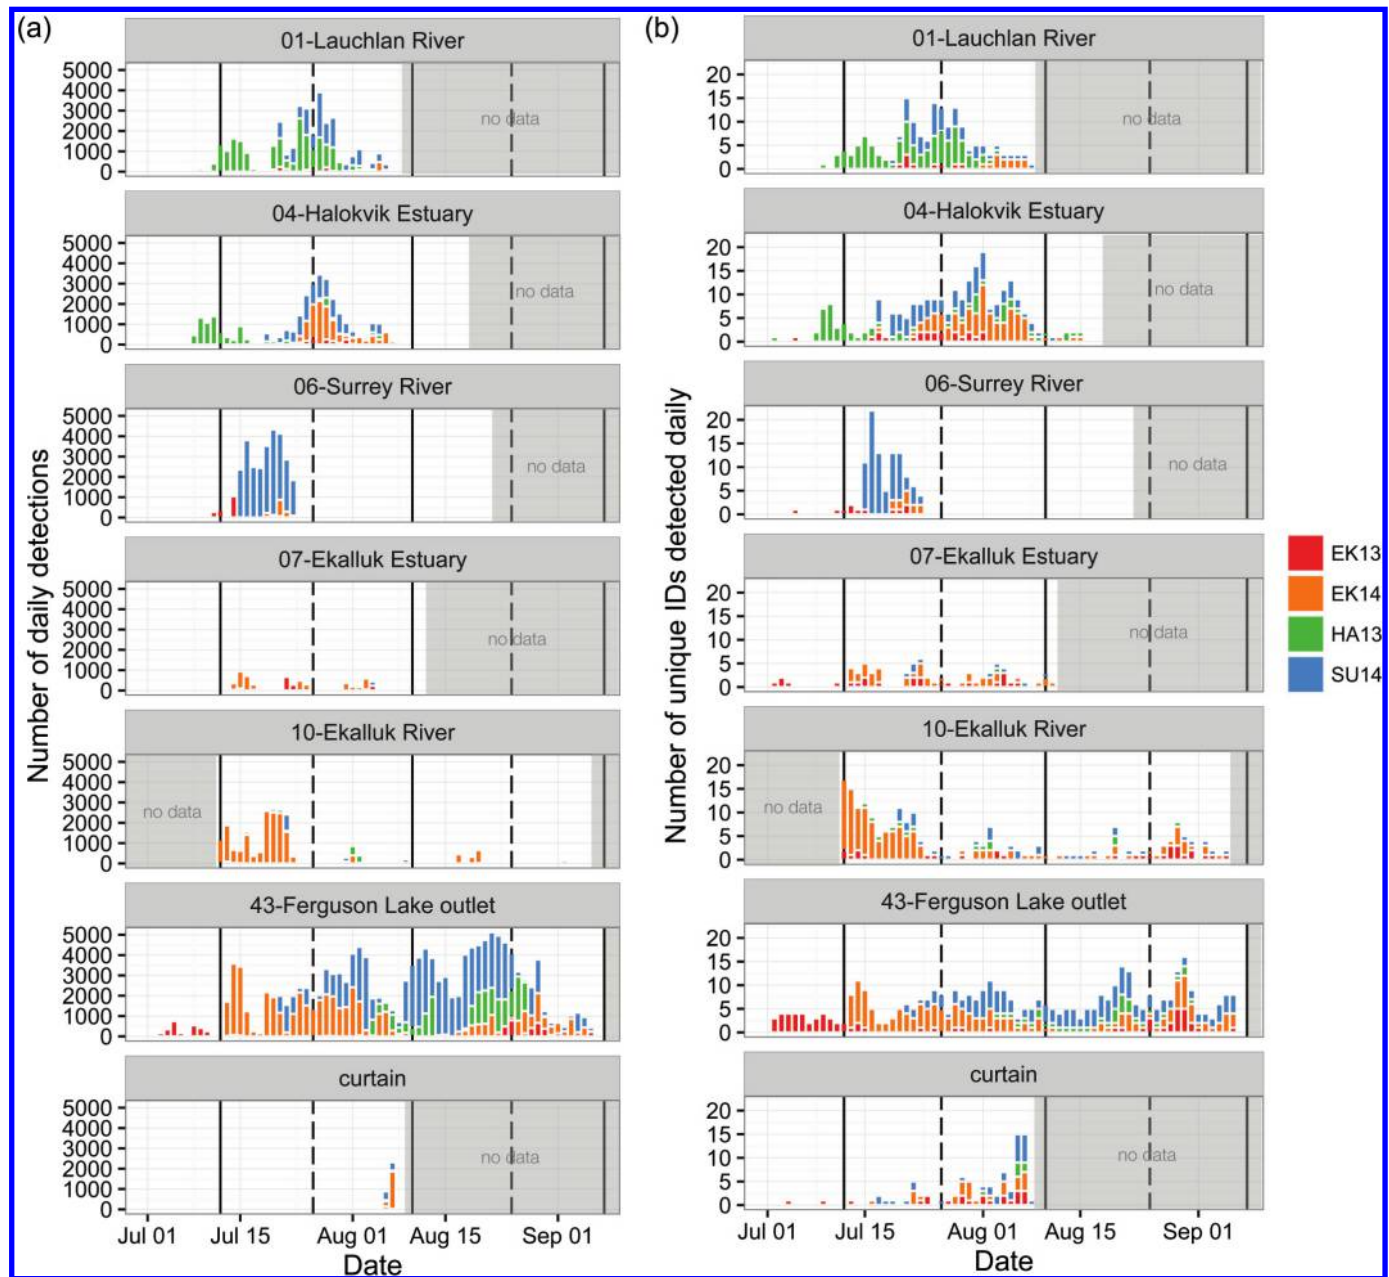 (a)
01-Lauchlan River
5000
4000
3000
2000
1000
0
no data
04-Halokvik Estuary
5000
4000
3000
2000
1000
0
no data
06-Surrey River
5000
4000
3000
2000
1000
0
no data
07-Ekalluk Estuary
5000
4000
3000
2000
1000
0
no data
10-Ekalluk River
5000
4000
3000
2000
1000
0
no data
43-Ferguson Lake outlet
5000
4000
3000
2000
1000
0
curtain
5000
4000
3000
2000
1000
0
no data
Jul 01 Jul 15 Aug 01 Aug 15 Sep 01
Date
Number of daily detections
(b)
01-Lauchlan River
20
15
10
5
0
no data
04-Halokvik Estuary
20
15
10
5
0
no data
06-Surrey River
20
15
10
5
0
no data
07-Ekalluk Estuary
20
15
10
5
0
no data
10-Ekalluk River
20
15
10
5
0
no data
43-Ferguson Lake outlet
20
15
10
5
0
curtain
20
15
10
5
0
no data
Jul 01 Jul 15 Aug 01 Aug 15 Sep 01
Date
Number of unique IDs detected daily
EK13
EK14
HA13
SU14